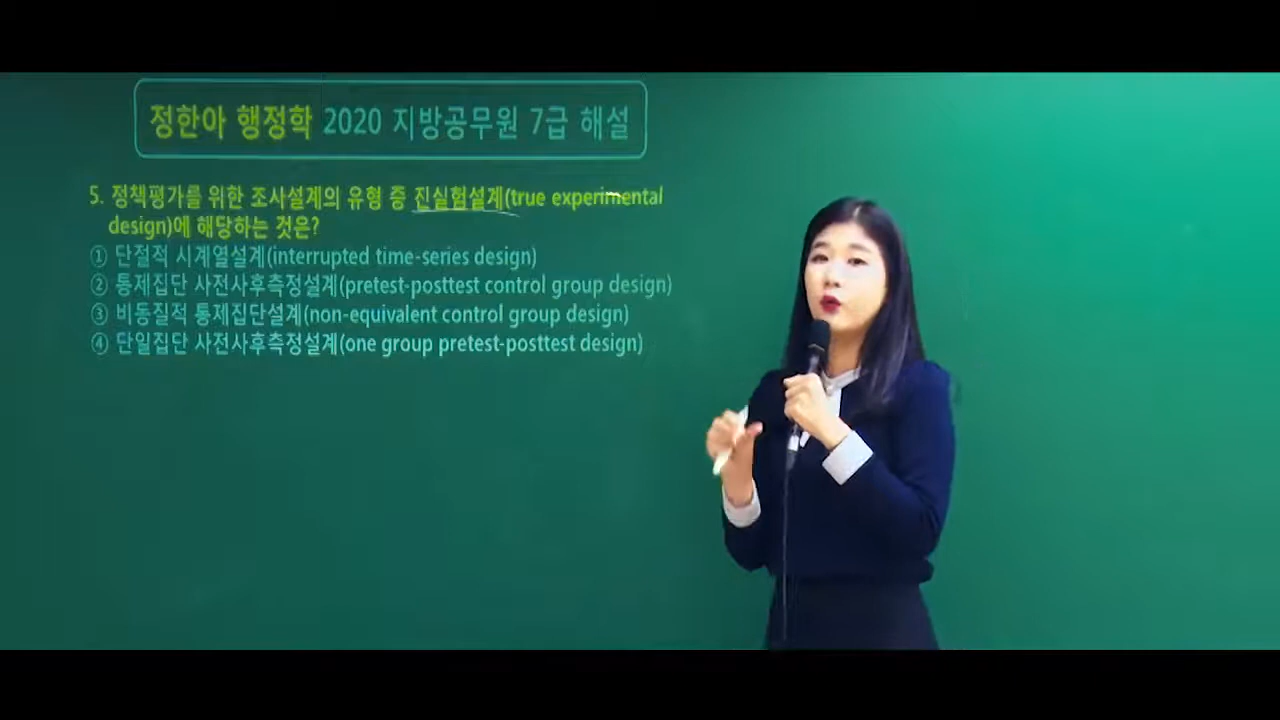 정한아 행정학 2020 지방공무원 7급 해설
5. 정책평가를 위한 조사설계의 유형 중 진실험설계(true experimental
design)에 해당하는 것은?
① 단절적 시계열설계(interrupted time-series design)
② 통제집단 사전사후측정설계(pretest-posttest control group design)
③ 비동질적 통제집단설계(non-equivalent control group design)
④ 단일집단 사전사후측정설계(one group pretest-posttest design)